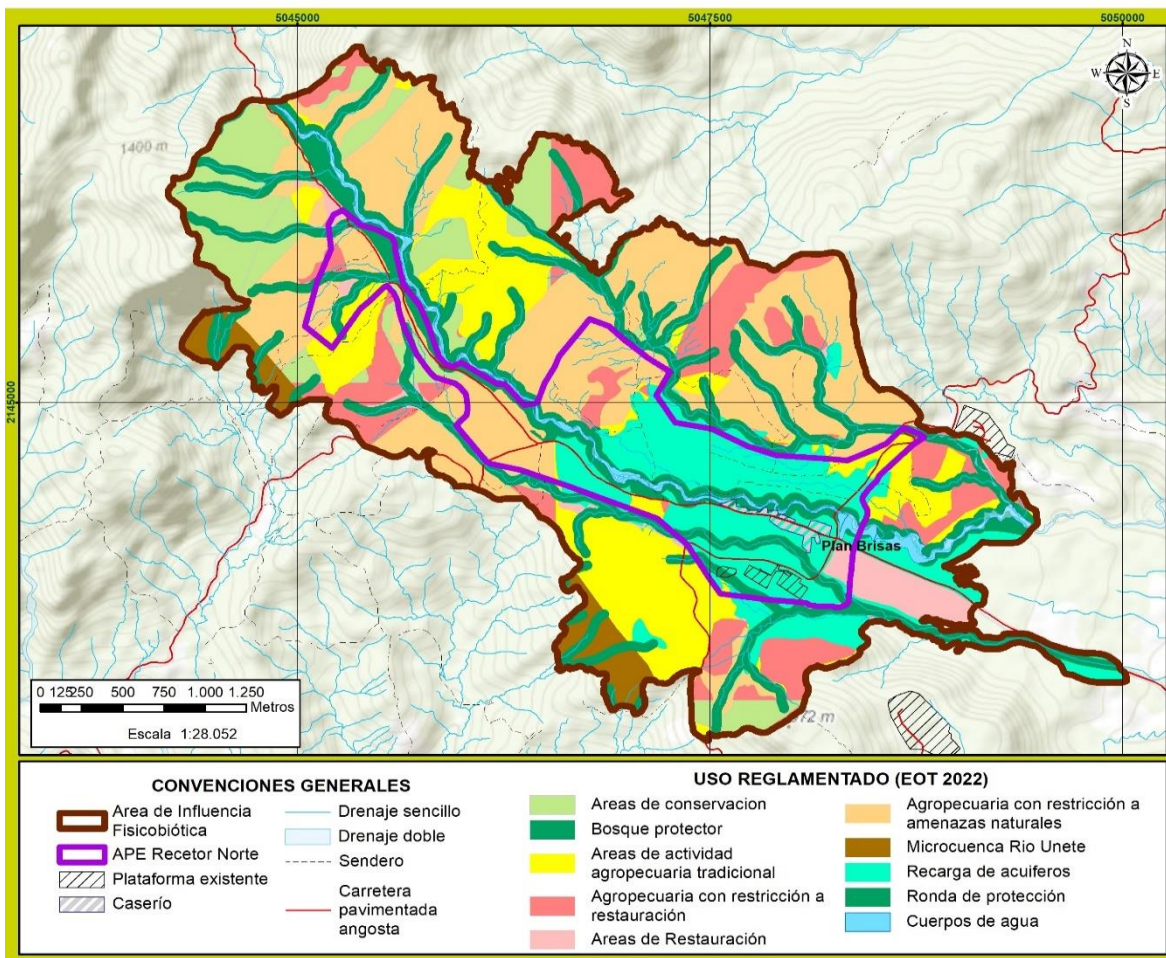 5045000
5047500
5050000
N
W
E
S
1400 m
2145000
Plan Brisas
72 m
0 125250 500 750 1.000 1.250
Metros
Escala 1:28.052
CONVENCIONES GENERALES
Area de Influencia
Fisicobiótica
APE Recetor Norte
Plataforma existente
Caserío
Drenaje sencillo
Drenaje doble
Sendero
Carretera
pavimentada
angosta
USO REGLAMENTADO (EOT 2022)
Areas de conservacion
Bosque protector
Areas de actividad
agropecuaria tradicional
Agropecuaria con restricción a
restauración
Areas de Restauración
Agropecuaria con restricción a
amenazas naturales
Microcuenca Rio Unete
Recarga de acuiferos
Ronda de protección
Cuerpos de agua